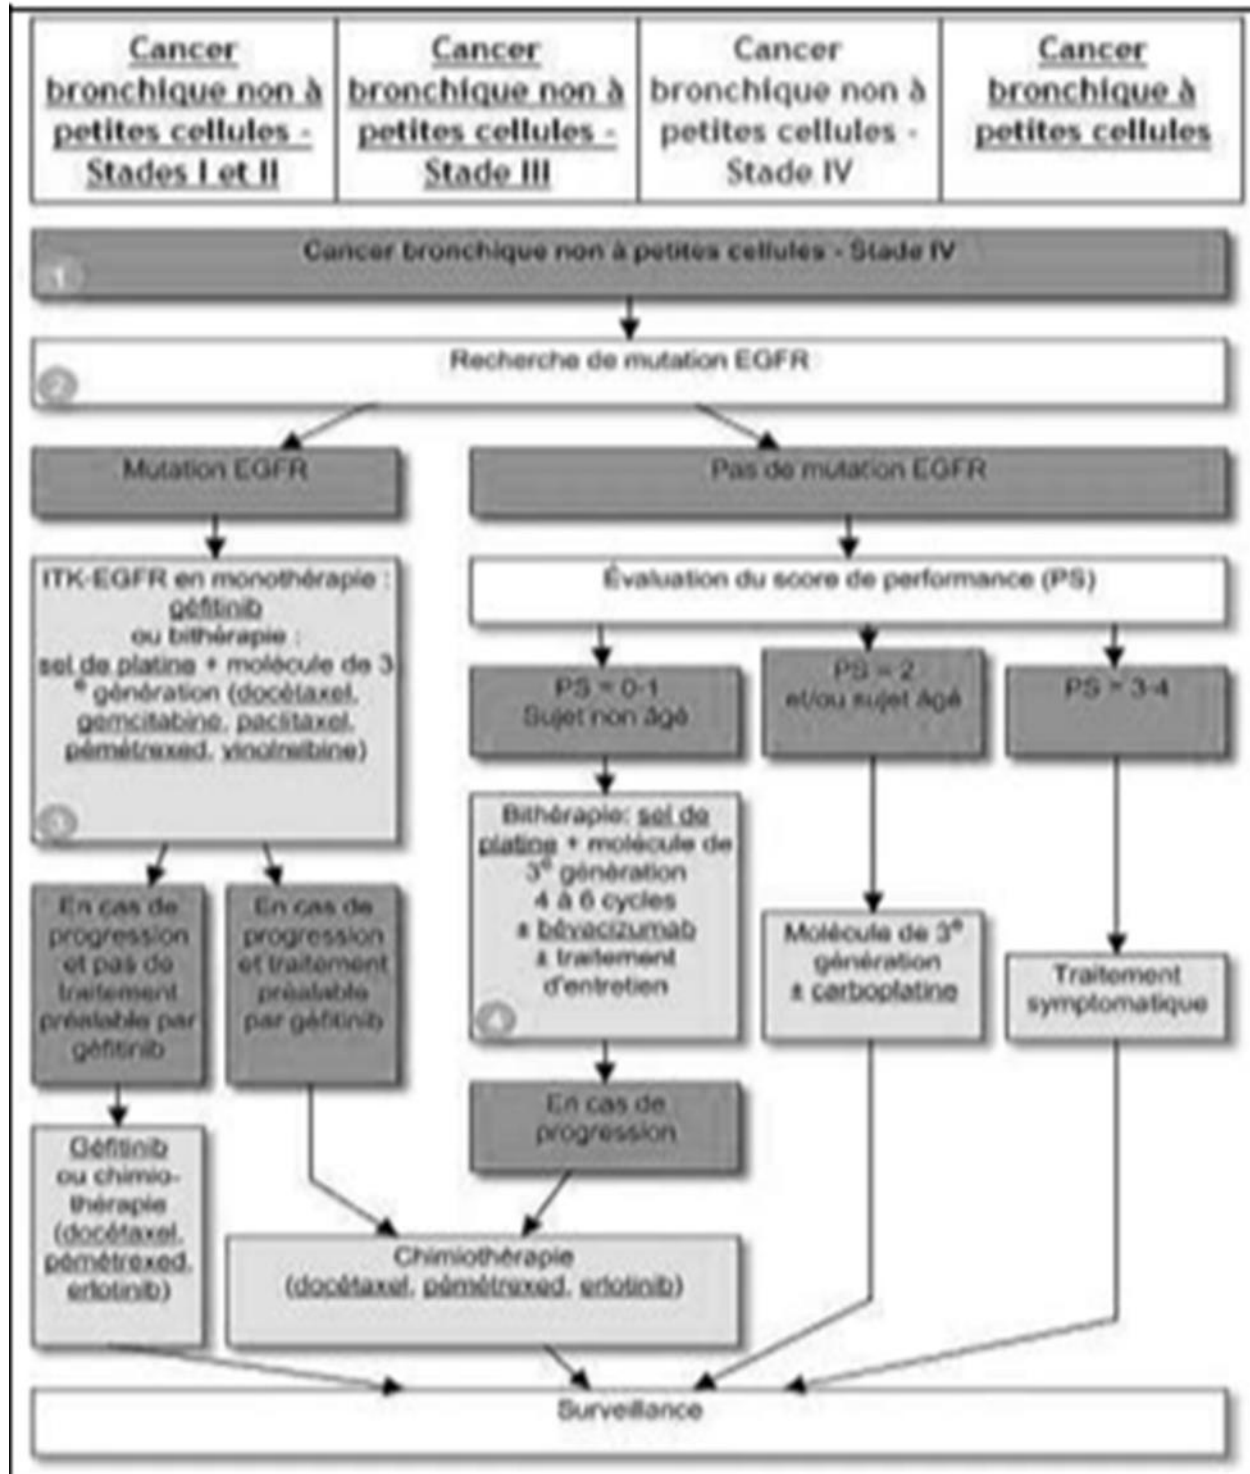 Cancer
bronchique non à
petites cellules -
Stades I et II
Cancer
bronchique non à
petites cellules -
Stade III
Cancer
bronchique non à
petites cellules -
Stade IV
Cancer
bronchique à
petites cellules
Cancer bronchique non à petites cellules - Stade IV
1
Recherche de mutation EGFR
2
Mutation EGFR
Pas de mutation EGFR
ITK-EGFR en monothérapie :
géfitinib
ou bithérapie :
sel de platine + molécule de 3
e génération (docétaxel,
gemcitabine, paclitaxel,
pémétrexed, vinolrelbine)
3
Évaluation du score de performance (PS)
PS = 0-1
Sujet non âgé
PS = 2
et/ou sujet âgé
PS = 3-4
Bithérapie: sel de
platine + molécule de
3e génération
4 à 6 cycles
± bévacizumab
± traitement
d'entretien
4
Molécule de 3e
génération
± carboplatine
Traitement
symptomatique
En cas de
progression
et pas de
traitement
préalable par
géfitinib
En cas de
progression
et traitement
préalable
par géfitinib
En cas de
progression
Géfitinib
ou chimio-
thérapie
(docétaxel,
pémétrexed,
erlotinib)
Chimiothérapie
(docétaxel, pémétrexed, erlotinib)
Surveillance